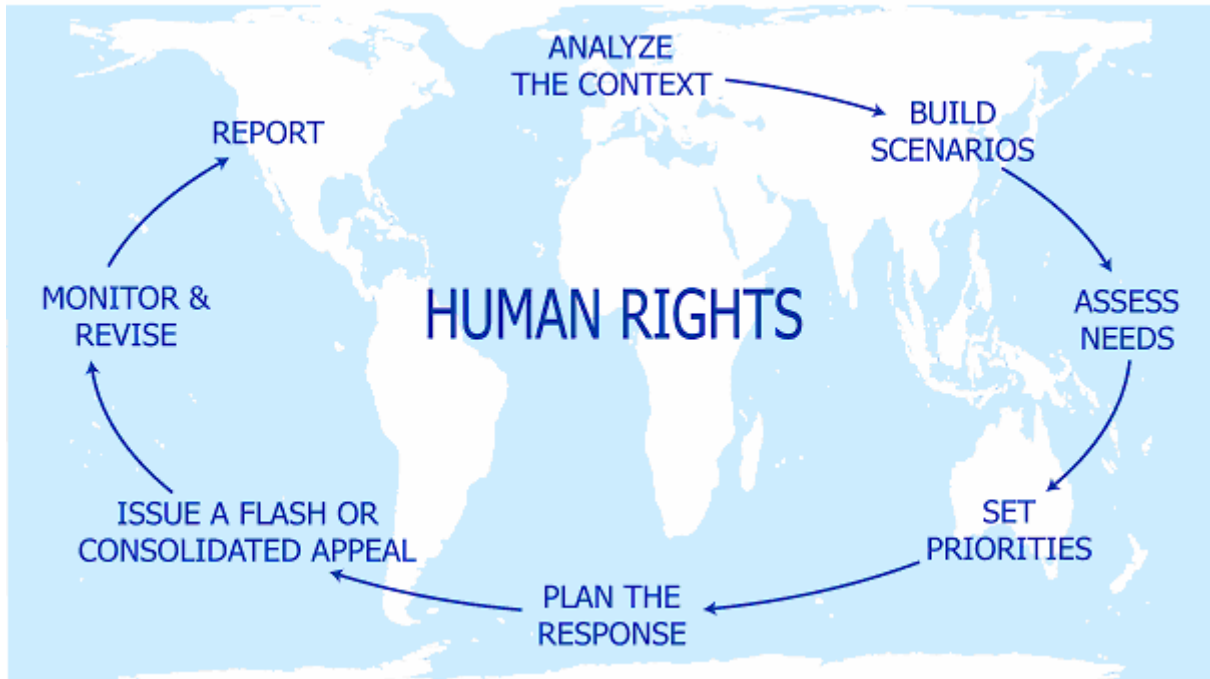 ANALYZE
THE CONTEXT
BUILD
SCENARIOS
ASSESS
NEEDS
SET
PRIORITIES
PLAN THE
RESPONSE
ISSUE A FLASH OR
CONSOLIDATED APPEAL
MONITOR &
REVISE
REPORT
HUMAN RIGHTS